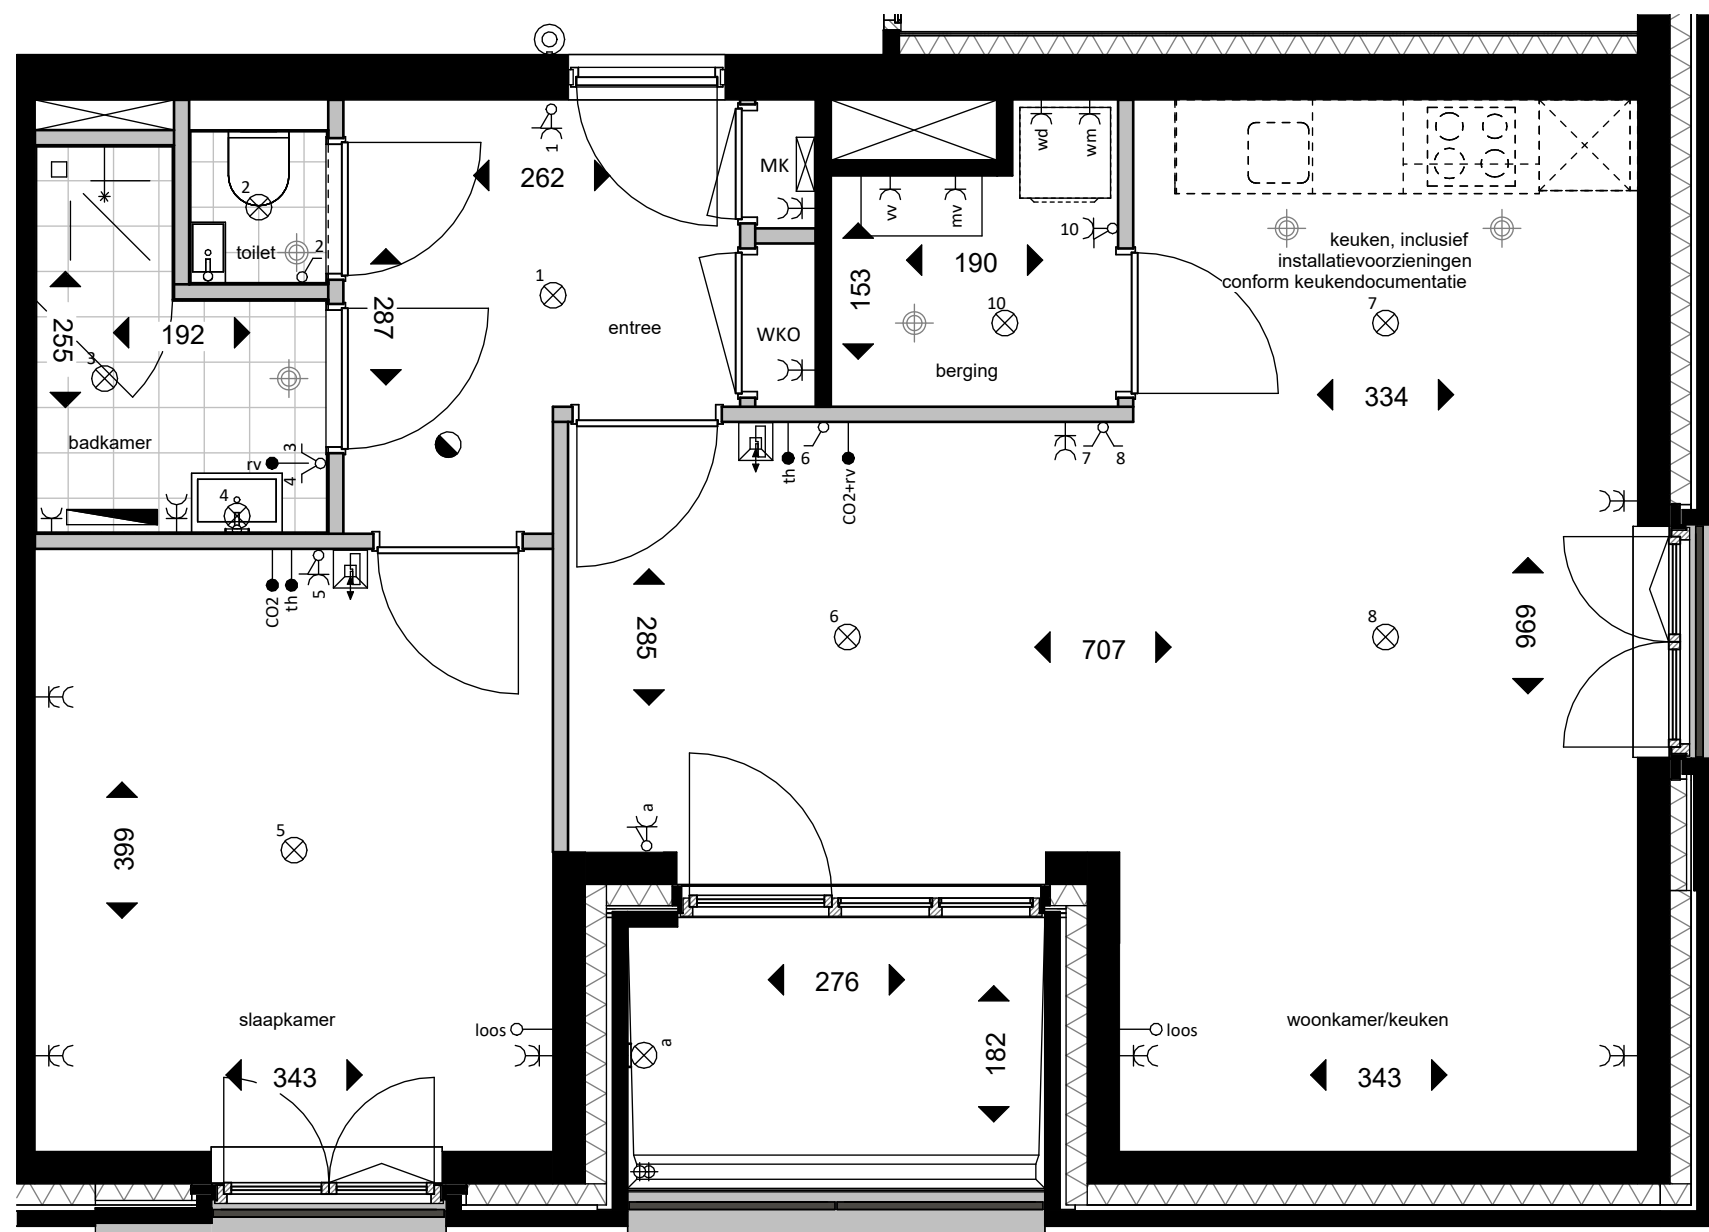 1
262
MK
wd
wm
2
toilet
2
vv
mv
10
keuken, inclusief
installatievoorzieningen
conform keukendocumentatie
190
153
1
287
entree
WKO
10
7
berging
255
192
3
334
badkamer
rv
3
4
4
th
6
CO2+rv
7
8
CO2
th
5
285
6
707
8
969
a
399
5
276
182
slaapkamer
loos
a
loos
woonkamer/keuken
343
343